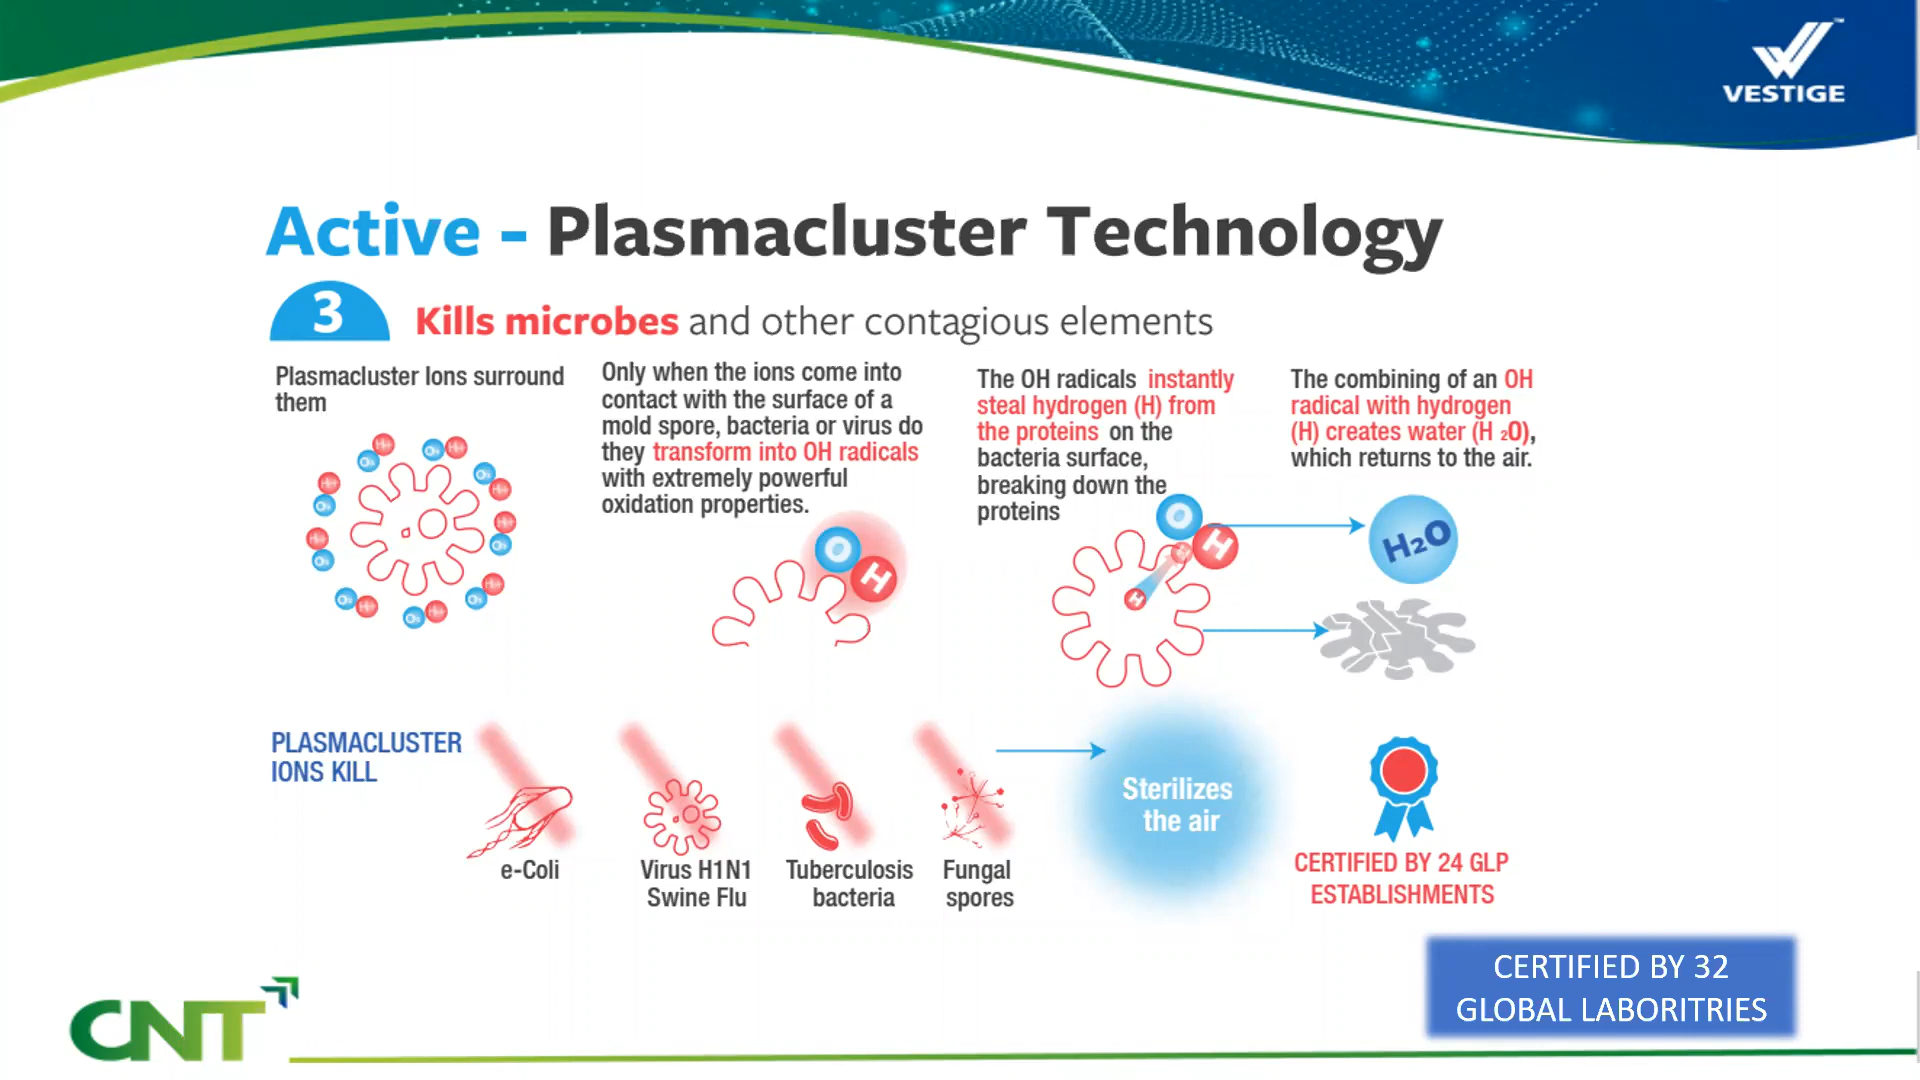 VESTIGE
Active - Plasmacluster Technology
3
Kills microbes and other contagious elements
Plasmacluster Ions surround
them
Only when the ions come into
contact with the surface of a
mold spore, bacteria or virus do
they transform into OH radicals
with extremely powerful
oxidation properties.
The OH radicals instantly
steal hydrogen (H) from
the proteins on the
bacteria surface,
breaking down the
proteins
The combining of an OH
radical with hydrogen
(H) creates water (H ₂O),
which returns to the air.
O
H
O
H
H
H
H₂O
PLASMACLUSTER
IONS KILL
e-Coli
Virus H1N1
Swine Flu
Tuberculosis
bacteria
Fungal
spores
Sterilizes
the air
CERTIFIED BY 24 GLP
ESTABLISHMENTS
CERTIFIED BY 32
GLOBAL LABORITRIES
CNT